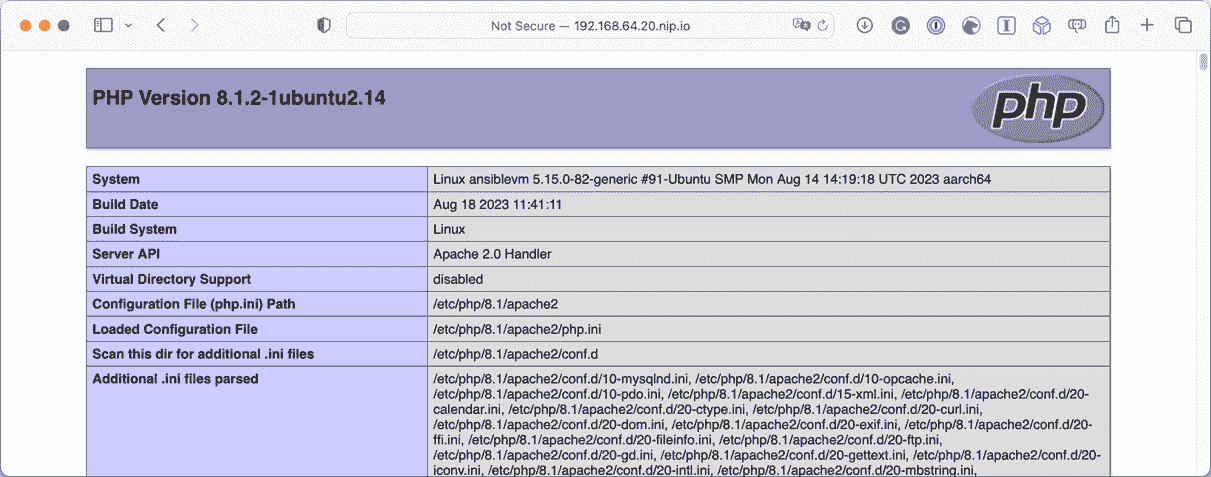 Not Secure — 192.168.64.20.nip.io
PHP Version 8.1.2-1ubuntu2.14
php
System Linux ansiblevm 5.15.0-82-generic #91-Ubuntu SMP Mon Aug 14 14:19:18 UTC 2023 aarch64
Build Date Aug 18 2023 11:41:11
Build System Linux
Server API Apache 2.0 Handler
Virtual Directory Support disabled
Configuration File (php.ini) Path /etc/php/8.1/apache2
Loaded Configuration File /etc/php/8.1/apache2/php.ini
Scan this dir for additional .ini files /etc/php/8.1/apache2/conf.d
Additional .ini files parsed /etc/php/8.1/apache2/conf.d/10-mysqlnd.ini, /etc/php/8.1/apache2/conf.d/10-opcache.ini,
/etc/php/8.1/apache2/conf.d/10-pdo.ini, /etc/php/8.1/apache2/conf.d/15-xml.ini, /etc/php/8.1/apache2/conf.d/20-
calendar.ini, /etc/php/8.1/apache2/conf.d/20-ctype.ini, /etc/php/8.1/apache2/conf.d/20-curl.ini,
/etc/php/8.1/apache2/conf.d/20-dom.ini, /etc/php/8.1/apache2/conf.d/20-exif.ini, /etc/php/8.1/apache2/conf.d/20-
ffi.ini, /etc/php/8.1/apache2/conf.d/20-fileinfo.ini, /etc/php/8.1/apache2/conf.d/20-ftp.ini,
/etc/php/8.1/apache2/conf.d/20-gd.ini, /etc/php/8.1/apache2/conf.d/20-gettext.ini, /etc/php/8.1/apache2/conf.d/20-
iconv.ini, /etc/php/8.1/apache2/conf.d/20-intl.ini, /etc/php/8.1/apache2/conf.d/20-mbstring.ini,